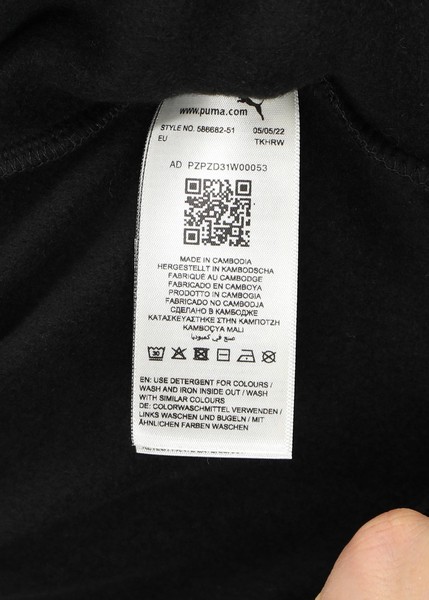 www.puma.com
STYLE NO. 586682-51 05/05/22
EU TKHRW
AD PZPZD31W00053
MADE IN CAMBODIA
HERGESTELLT IN KAMBODSCHA
FABRIQUÉ AU CAMBODGE
FABRICADO EN CAMBOYA
PRODOTTO IN CAMBOGIA
FABRICADO NO CAMBODJA
СДЕЛАНО В КАМБОДЖЕ
ΚΑΤΑΣΚΕΥΑΣΤΗΚΕ ΣΤΗΝ ΚΑΜΠΟΤΖΗ
KAMBOÇYA MALI
صنع في كمبوديا
30
EN: USE DETERGENT FOR COLOURS /
WASH AND IRON INSIDE OUT / WASH
WITH SIMILAR COLOURS
DE: COLORWASCHMITTEL VERWENDEN /
LINKS WASCHEN UND BÜGELN / MIT
ÄHNLICHEN FARBEN WASCHEN